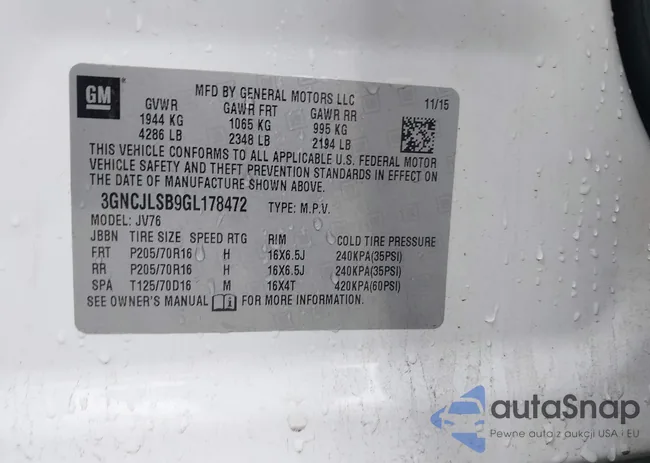 GM
MFD BY GENERAL MOTORS LLC
GVWR GAWR FRT GAWR RR 11/15
1944 KG 1065 KG 995 KG
4286 LB 2348 LB 2194 LB
THIS VEHICLE CONFORMS TO ALL APPLICABLE U.S. FEDERAL MOTOR
VEHICLE SAFETY AND THEFT PREVENTION STANDARDS IN EFFECT ON
THE DATE OF MANUFACTURE SHOWN ABOVE.
3GNCJLSB9GL178472 TYPE: M.P.V.
MODEL: JV76
JBBN TIRE SIZE SPEED RTG RIM COLD TIRE PRESSURE
FRT P205/70R16 H 16X6.5J 240KPA(35PSI)
RR P205/70R16 H 16X6.5J 240KPA(35PSI)
SPA T125/70D16 M 16X4T 420KPA(60PSI)
SEE OWNER'S MANUAL i FOR MORE INFORMATION.
autaSnap
Pewne auta z aukcji USA i EU